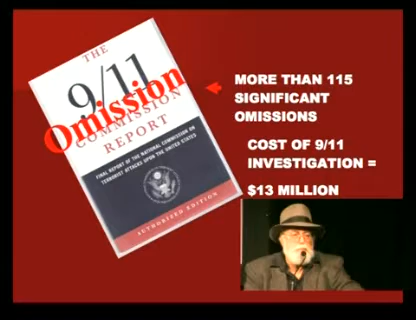 THE
9/11
Omission
COMMISSION
REPORT
FINAL REPORT OF THE NATIONAL COMMISSION ON
TERRORIST ATTACKS UPON THE UNITED STATES
AUTHORIZED EDITION
MORE THAN 115
SIGNIFICANT
OMISSIONS
COST OF 9/11
INVESTIGATION =
$13 MILLION